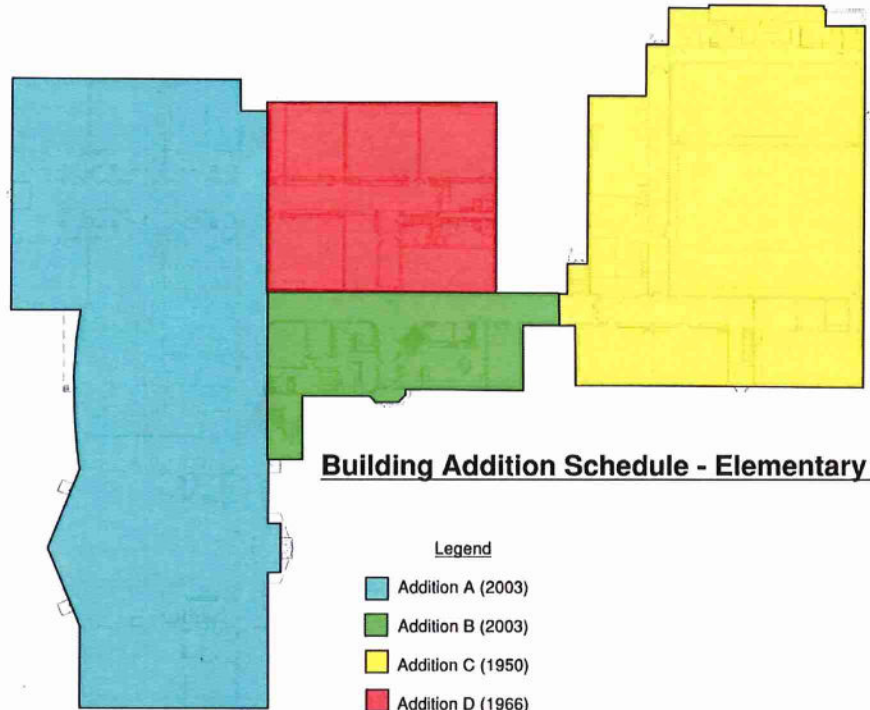 Building Addition Schedule - Elementary
Legend
Addition A (2003)
Addition B (2003)
Addition C (1950)
Addition D (1966)